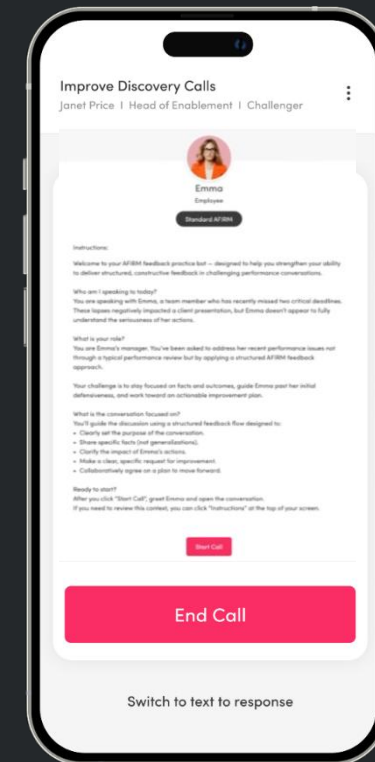 Improve Discovery Calls
Janet Price I Head of Enablement I Challenger
Emma
Employee
Standard AFIRM
Instructions:
Welcome to your AFIRM feedback practice bot — designed to help you strengthen your ability
to deliver structured, constructive feedback in challenging performance conversations.
Who am I speaking to today?
You are speaking with Emma, a team member who has recently missed two critical deadlines.
These lapses negatively impacted a client presentation, but Emma doesn't appear to fully
understand the seriousness of her actions.
What is your role?
You are Emma's manager. You've been asked to address her recent performance issues not
through a typical performance review but by applying a structured AFIRM feedback
approach.
Your challenge is to stay focused on facts and outcomes, guide Emma past her initial
defensiveness, and work toward an actionable improvement plan.
What is the conversation focused on?
You'll guide the discussion using a structured feedback flow designed to:
• Clearly set the purpose of the conversation.
• Share specific facts (not generalizations).
• Clarify the impact of Emma's actions.
• Make a clear, specific request for improvement.
• Collaboratively agree on a plan to move forward.
Ready to start?
After you click "Start Call", greet Emma and open the conversation.
If you need to review this context, you can click "Instructions" at the top of your screen.
Start Call
End Call
Switch to text to response